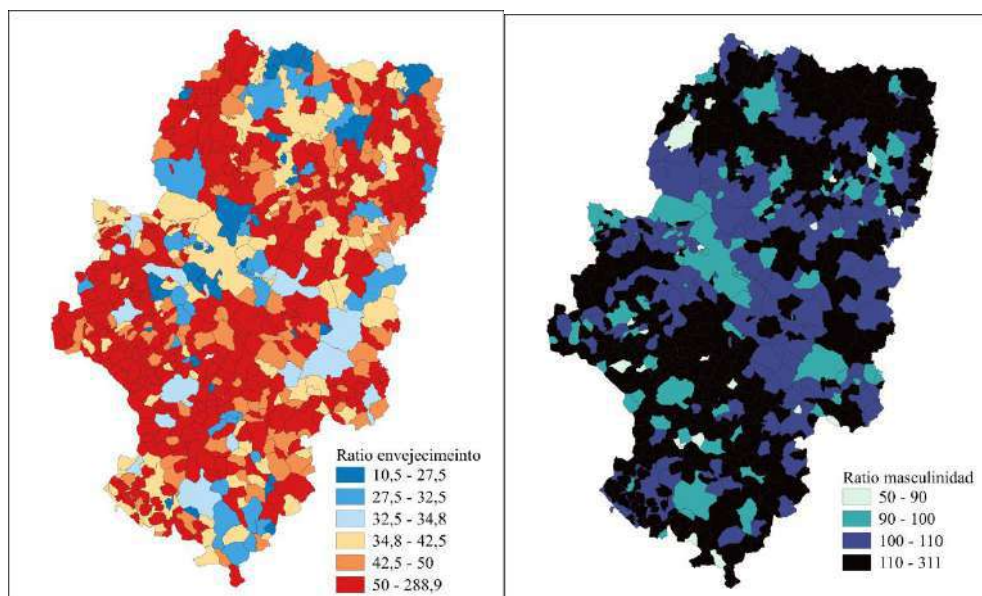 Ratio envejecimeinto
10,5 - 27,5
27,5 - 32,5
32,5 - 34,8
34,8 - 42,5
42,5 - 50
50 - 288,9
Ratio masculinidad
50 - 90
90 - 100
100 - 110
110 - 311